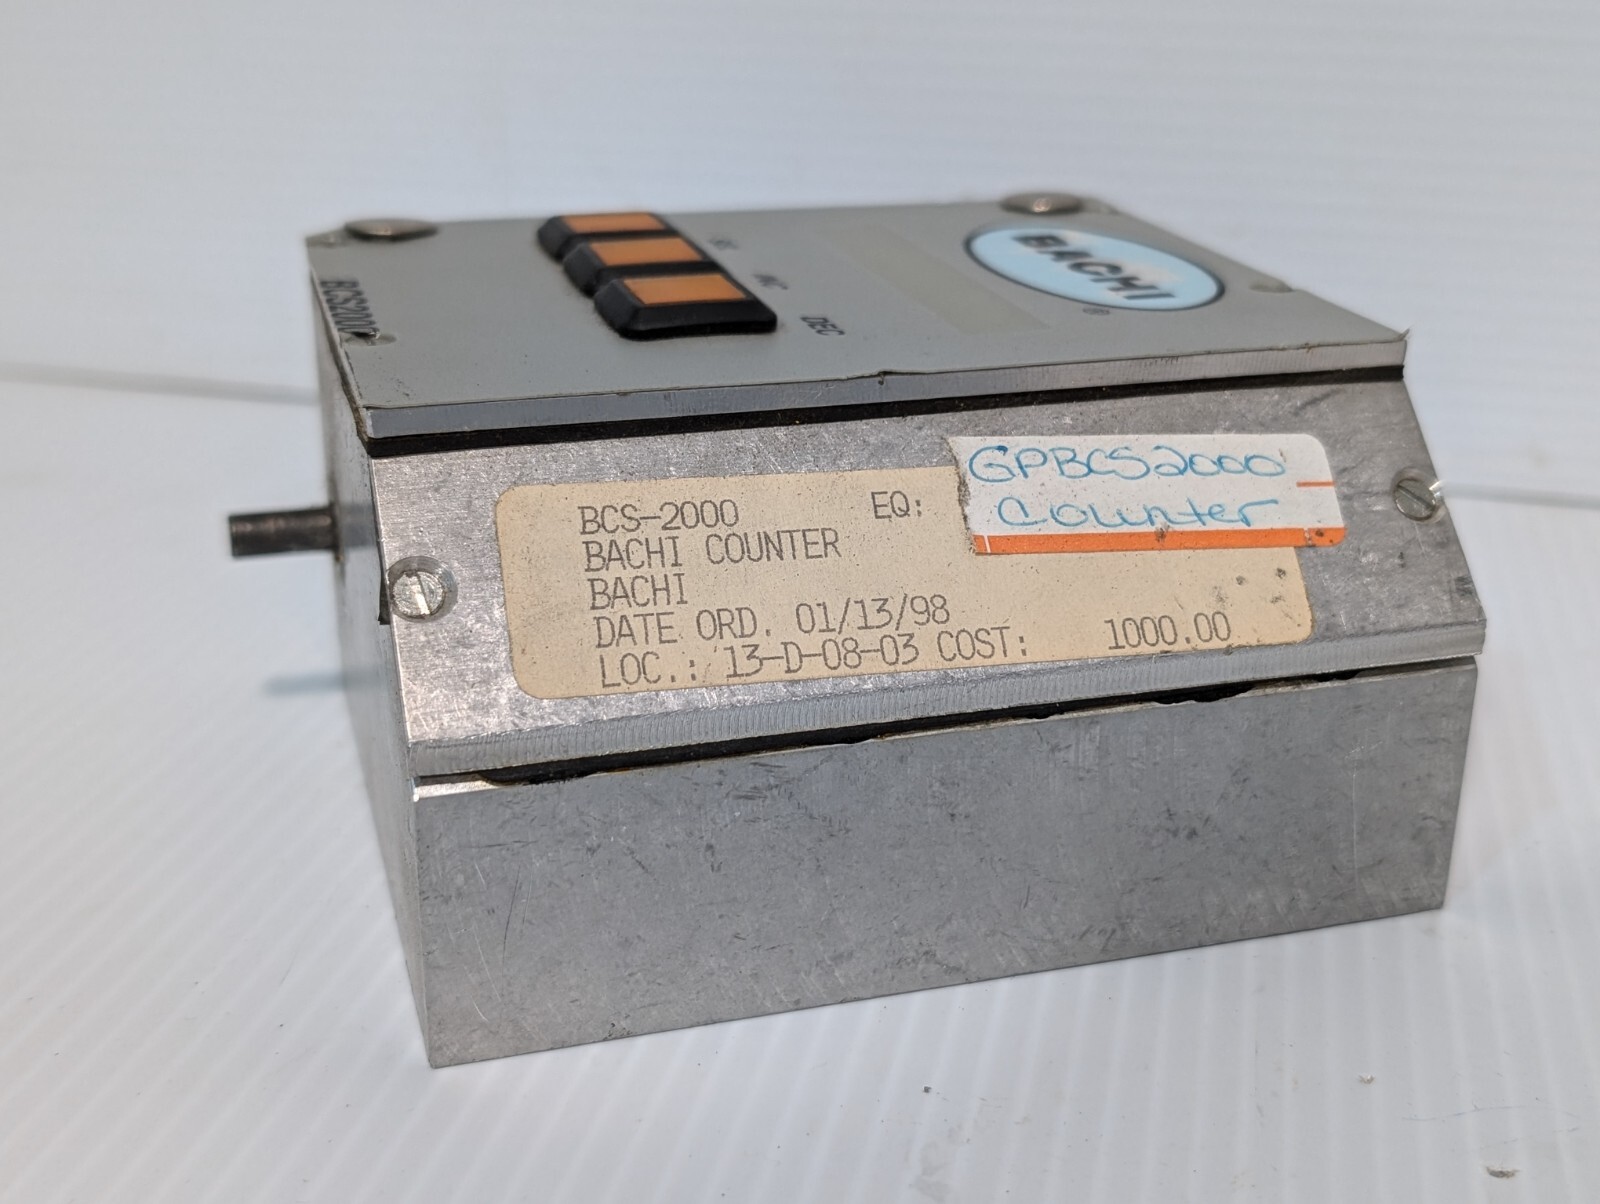 BACHI
®
INC
DEC
BCS2000
BCS-2000 EQ:
BACHI COUNTER
BACHI
DATE ORD. 01/13/98
LOC.: 13-D-08-03 COST: 1000.00
GPBCS2000
Counter